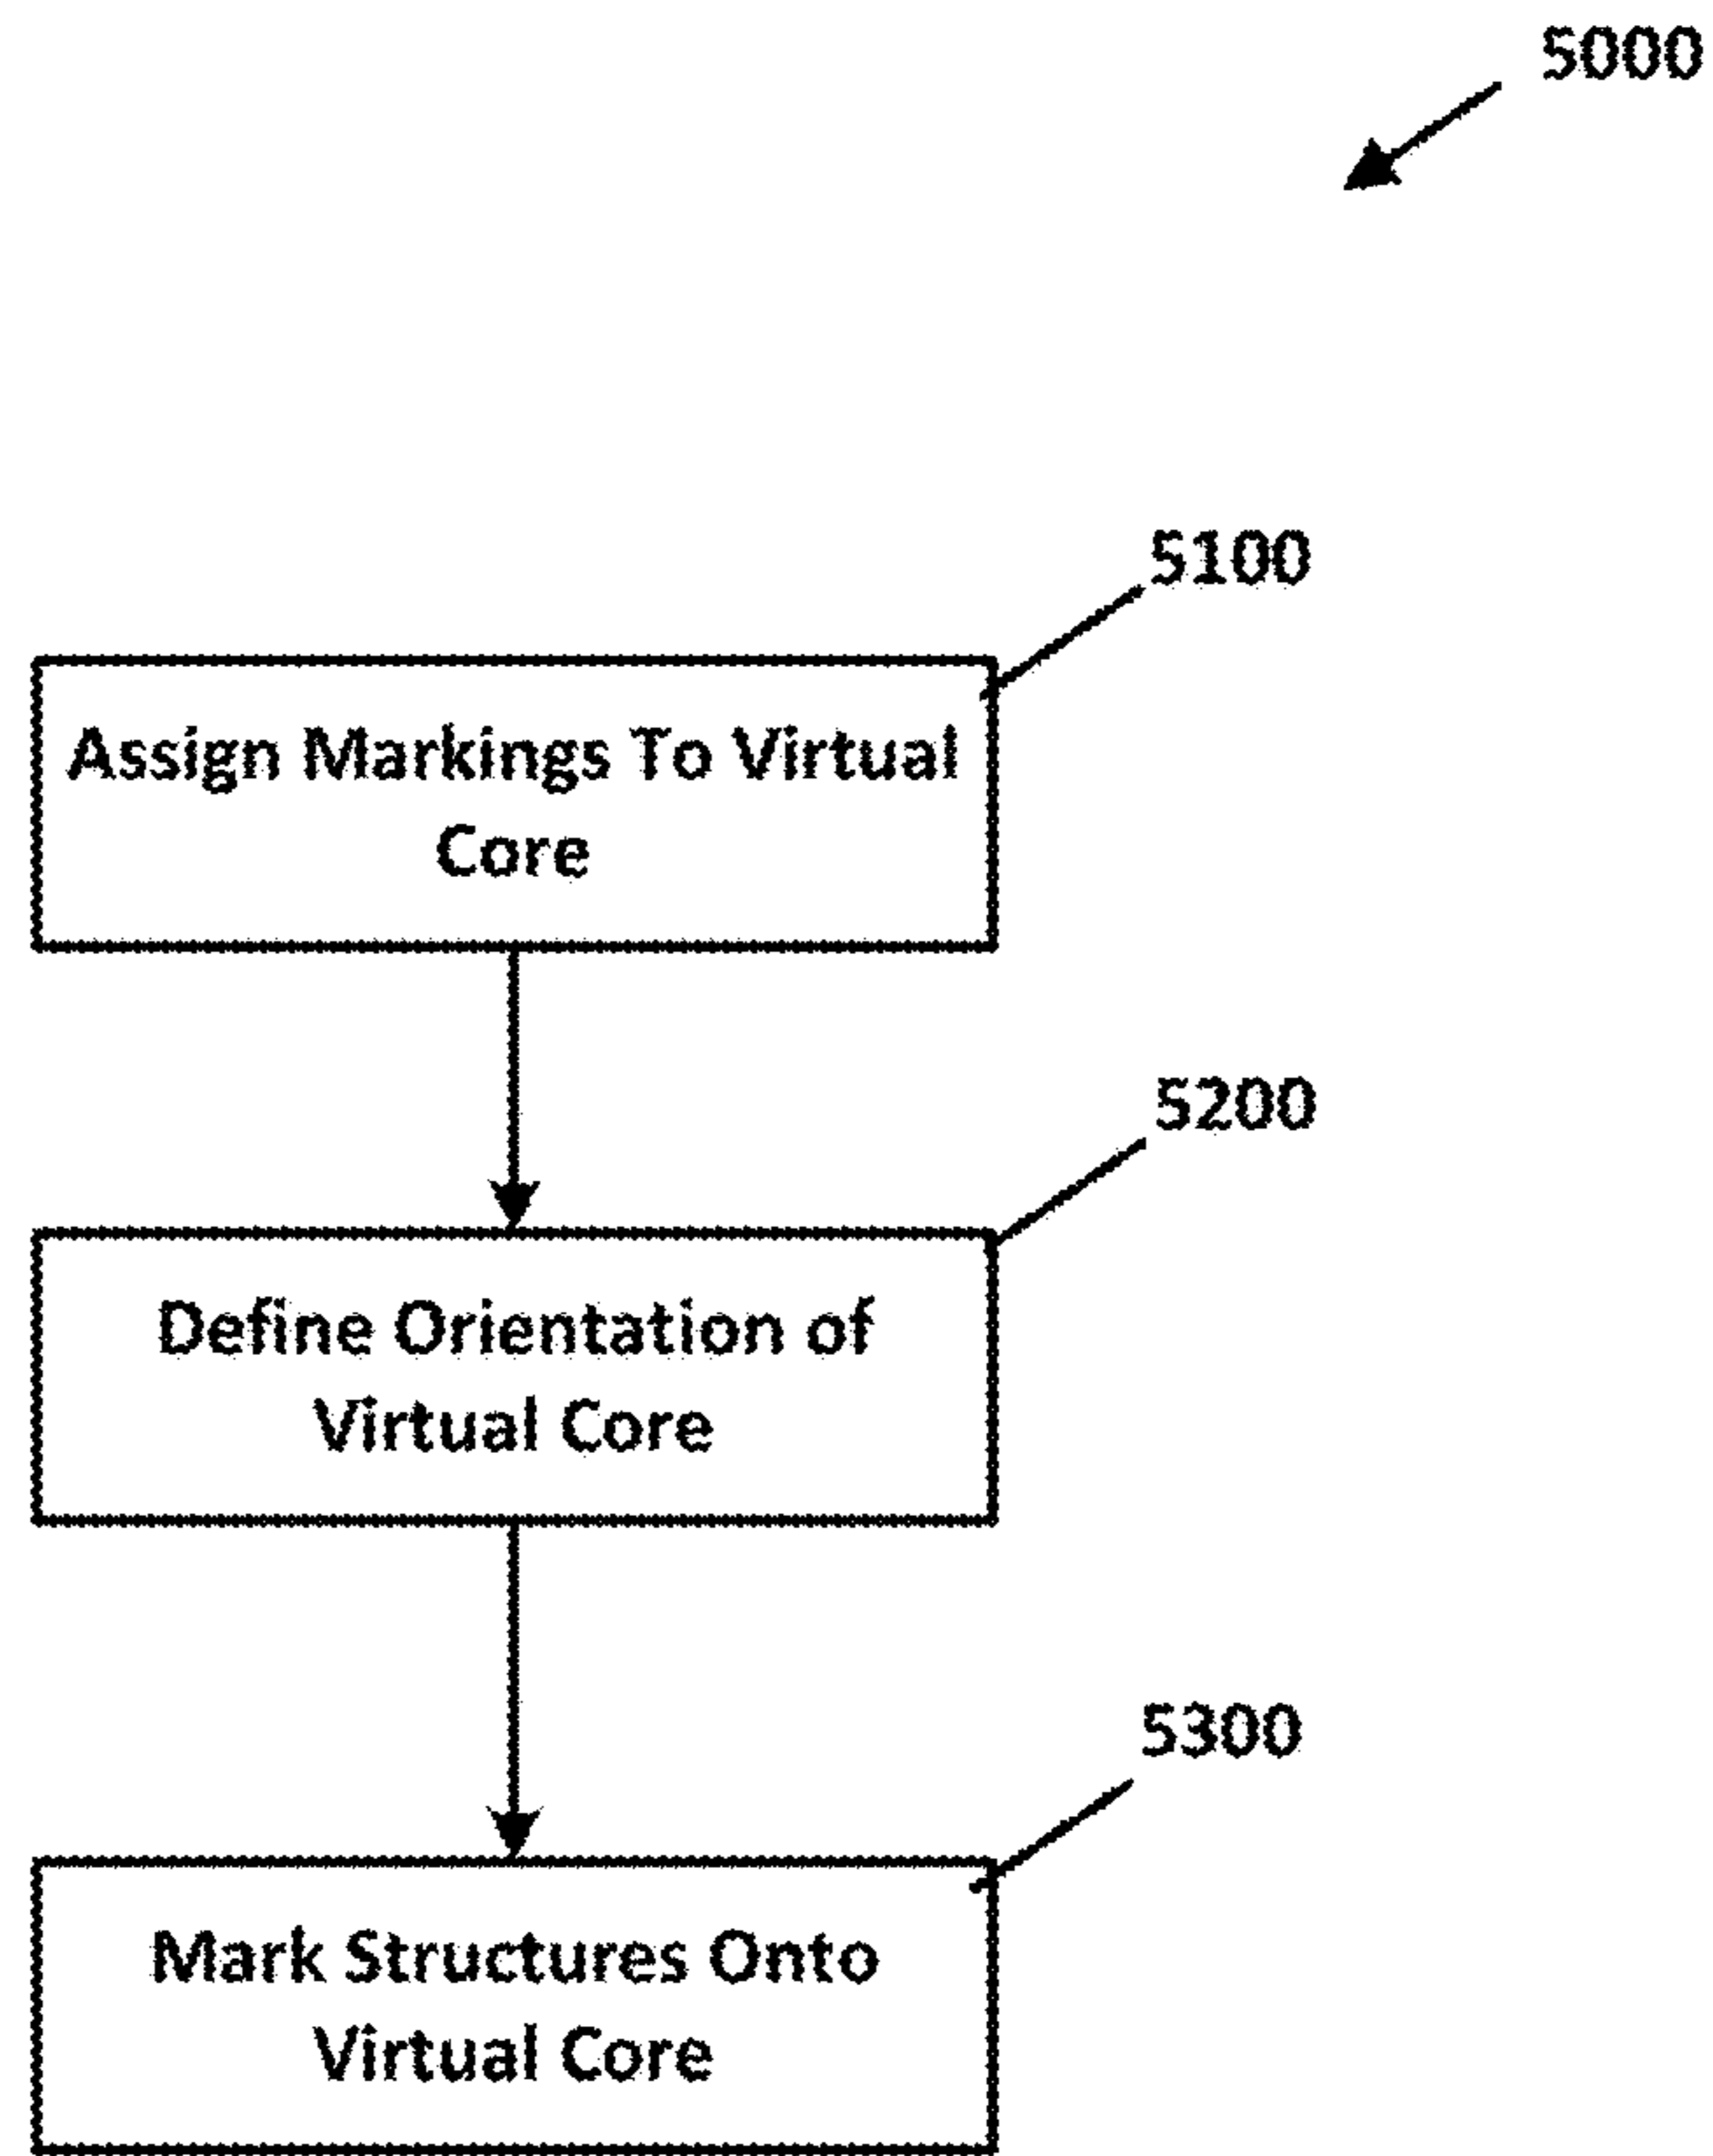 5000
5100
Assign Markings To Virtual
Core
5200
Define Orientation of
Virtual Core
5300
Mark Structures Onto
Virtual Core